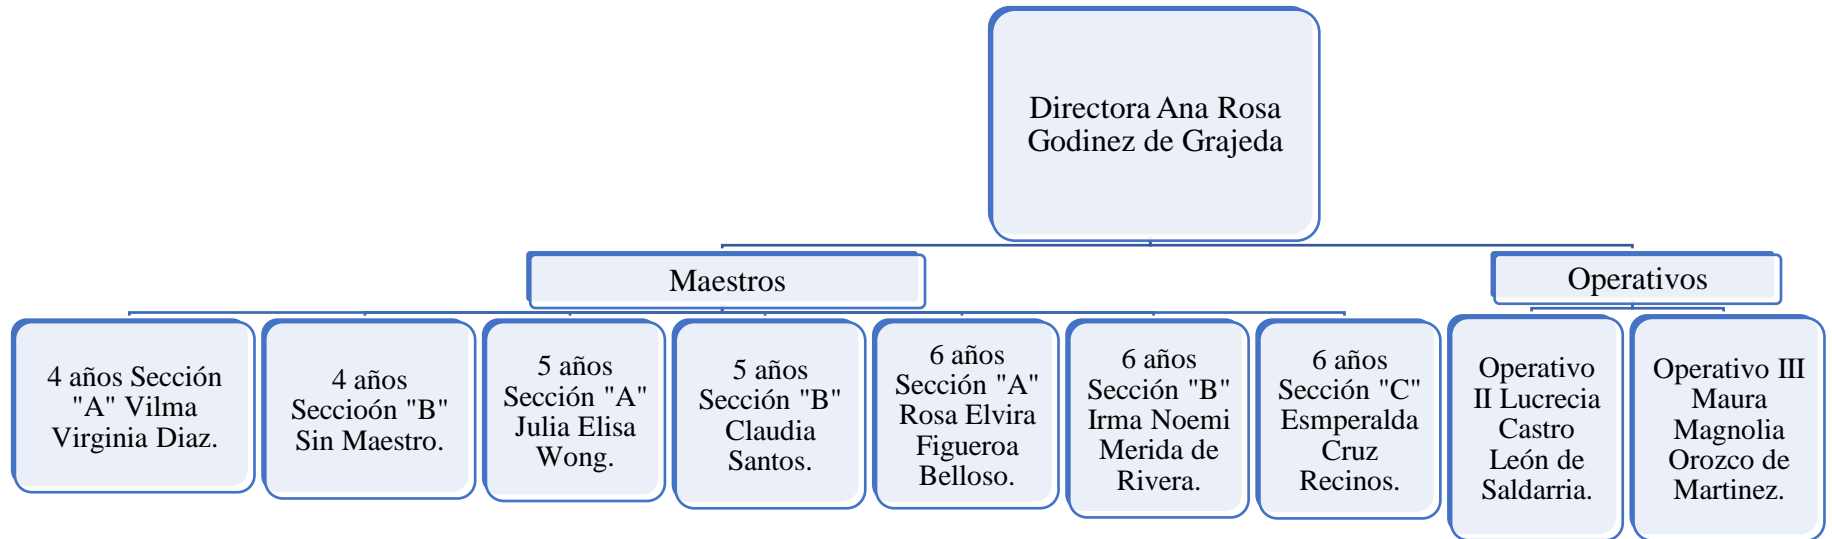 Directora Ana Rosa
Godinez de Grajeda
Maestros
Operativos
4 años Sección
"A" Vilma
Virginia Diaz.
4 años
Seccioón "B"
Sin Maestro.
5 años
Sección "A"
Julia Elisa
Wong.
5 años
Sección "B"
Claudia
Santos.
6 años
Sección "A"
Rosa Elvira
Figueroa
Belloso.
6 años
Sección "B"
Irma Noemi
Merida de
Rivera.
6 años
Sección "C"
Esmperalda
Cruz
Recinos.
Operativo
II Lucrecia
Castro
León de
Saldarria.
Operativo III
Maura
Magnolia
Orozco de
Martinez.